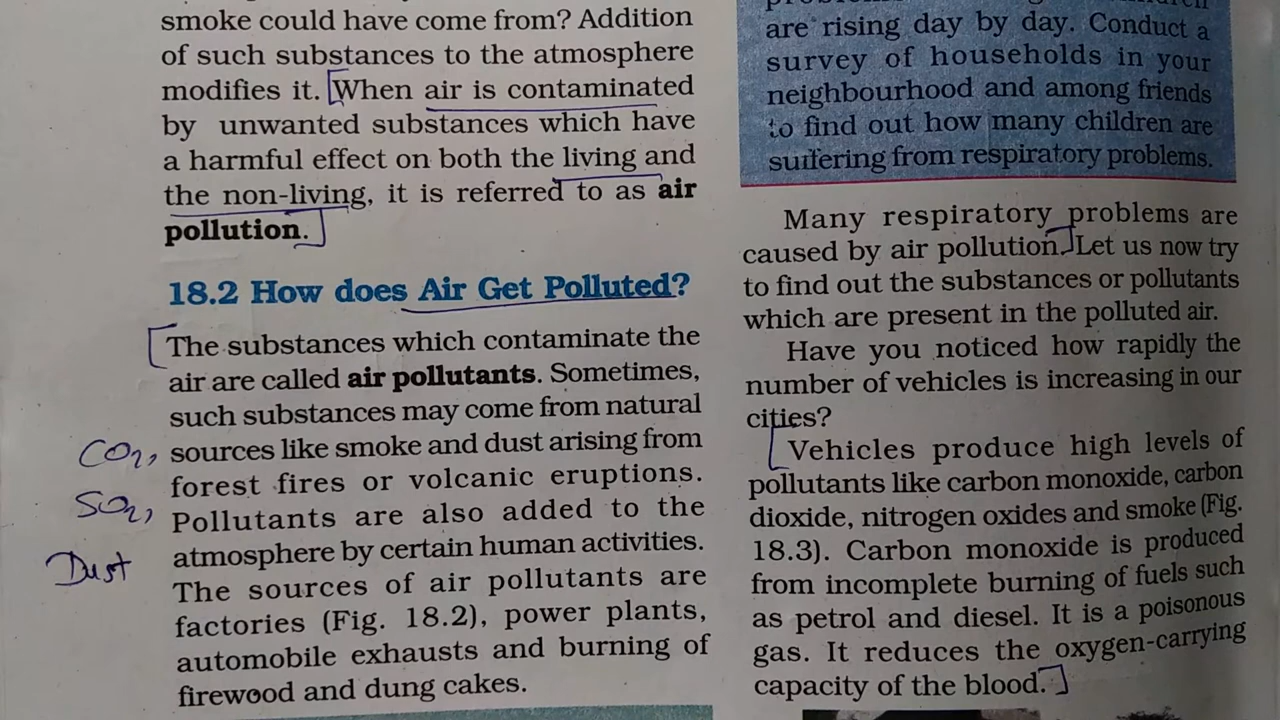 smoke could have come from? Addition
of such substances to the atmosphere
modifies it. When air is contaminated
by unwanted substances which have
a harmful effect on both the living and
the non-living, it is referred to as air
pollution.
18.2 How does Air Get Polluted?
The substances which contaminate the
air are called air pollutants. Sometimes,
such substances may come from natural
sources like smoke and dust arising from
forest fires or volcanic eruptions.
Pollutants are also added to the
atmosphere by certain human activities.
The sources of air pollutants are
factories (Fig. 18.2), power plants,
automobile exhausts and burning of
firewood and dung cakes.
CO2,
SO2,
Dust
are rising day by day. Conduct a
survey of households in your
neighbourhood and among friends
to find out how many children are
suffering from respiratory problems.
Many respiratory problems are
caused by air pollution. Let us now try
to find out the substances or pollutants
which are present in the polluted air.
Have you noticed how rapidly the
number of vehicles is increasing in our
cities?
Vehicles produce high levels of
pollutants like carbon monoxide, carbon
dioxide, nitrogen oxides and smoke (Fig.
18.3). Carbon monoxide is produced
from incomplete burning of fuels such
as petrol and diesel. It is a poisonous
gas. It reduces the oxygen-carrying
capacity of the blood.